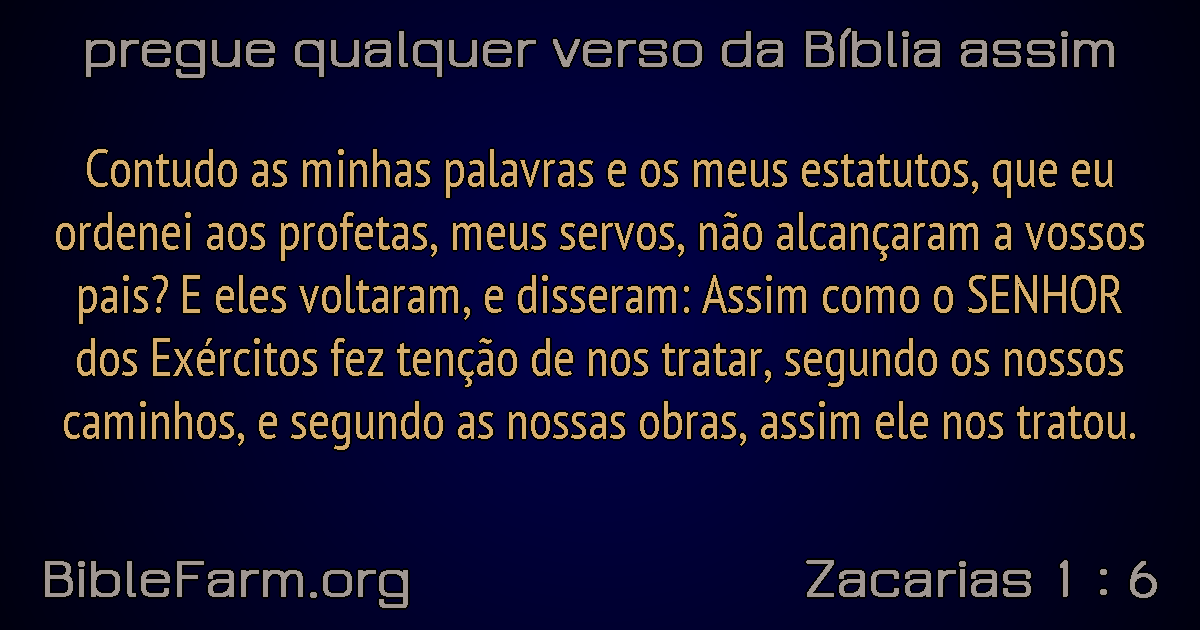 pregue qualquer verso da Bíblia assim
Contudo as minhas palavras e os meus estatutos, que eu
ordenei aos profetas, meus servos, não alcançaram a vossos
pais? E eles voltaram, e disseram: Assim como o SENHOR
dos Exércitos fez tenção de nos tratar, segundo os nossos
caminhos, e segundo as nossas obras, assim ele nos tratou.
BibleFarm.org
Zacarias 1 : 6